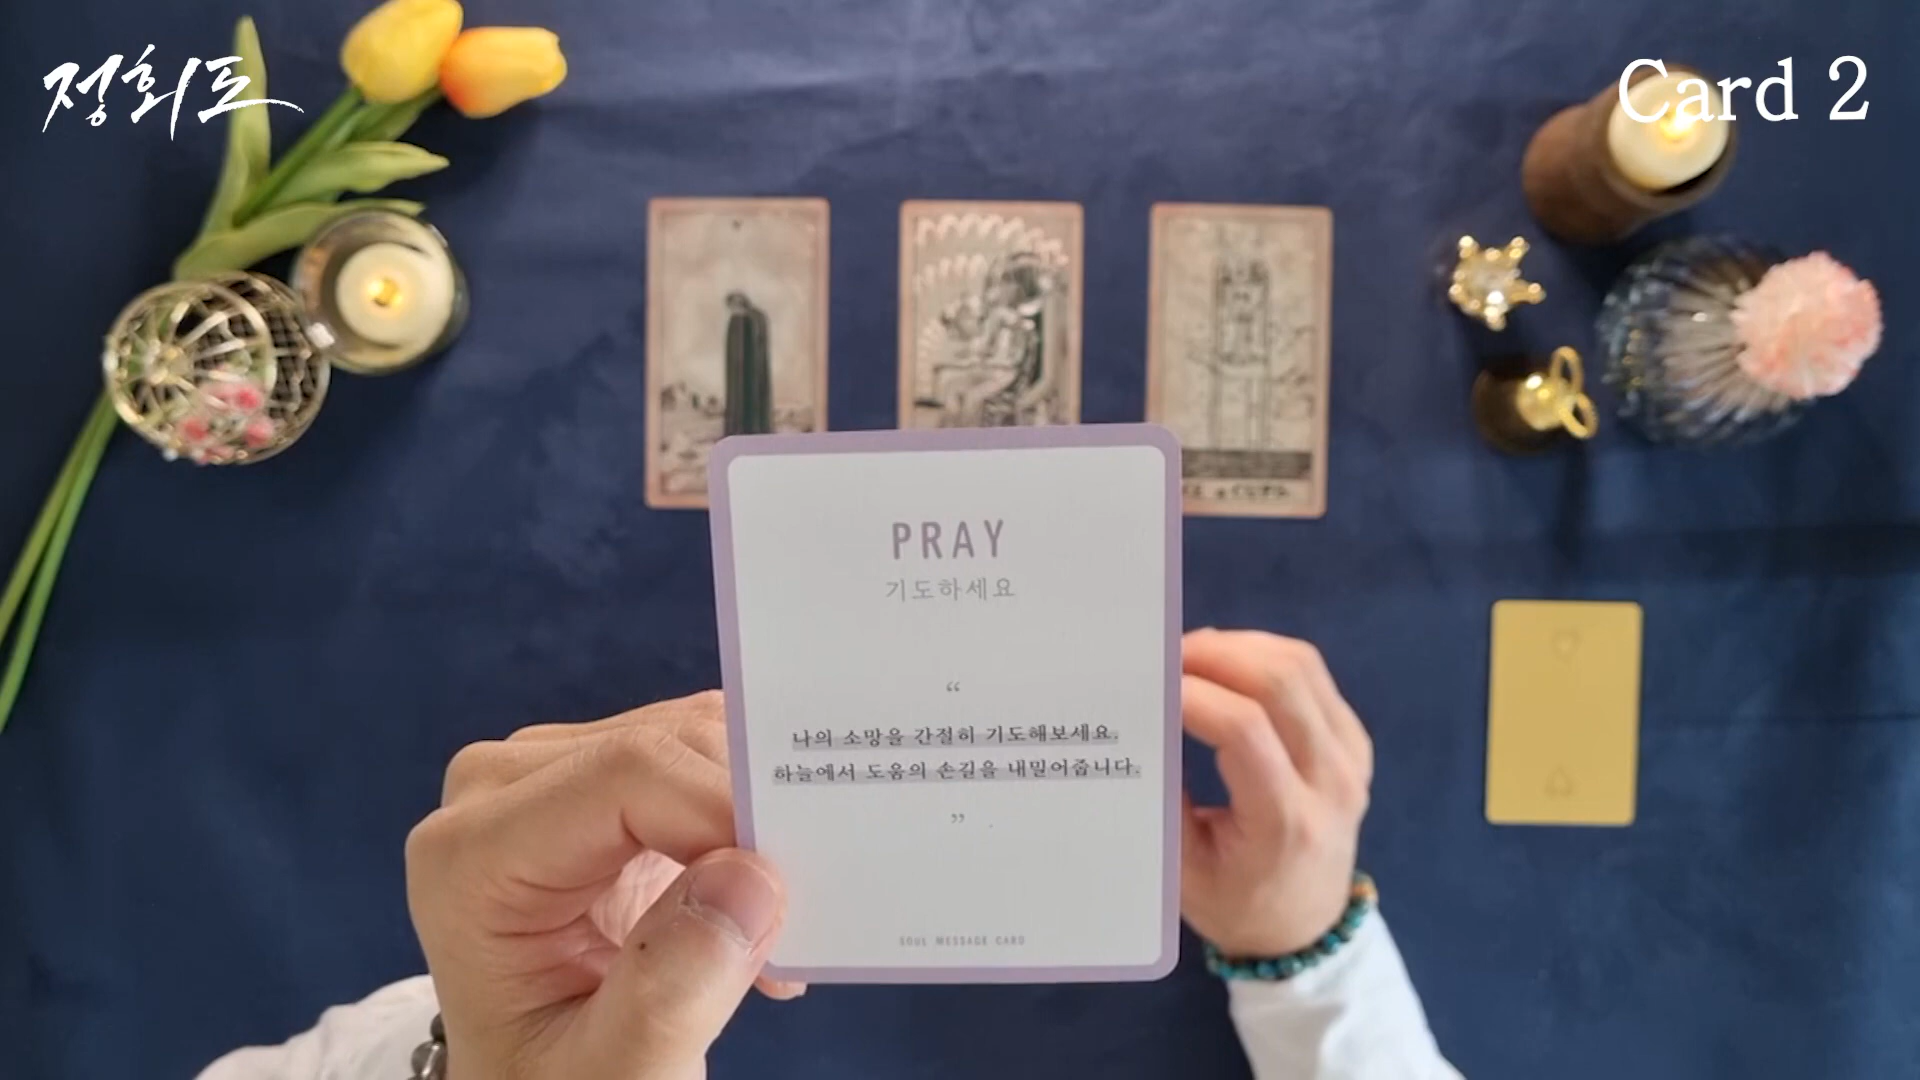 정회도
Card 2
PRAY
기도하세요
“
나의 소망을 간절히 기도해보세요.
하늘에서 도움의 손길을 내밀어줍니다.
”
SOUL MESSAGE CARD